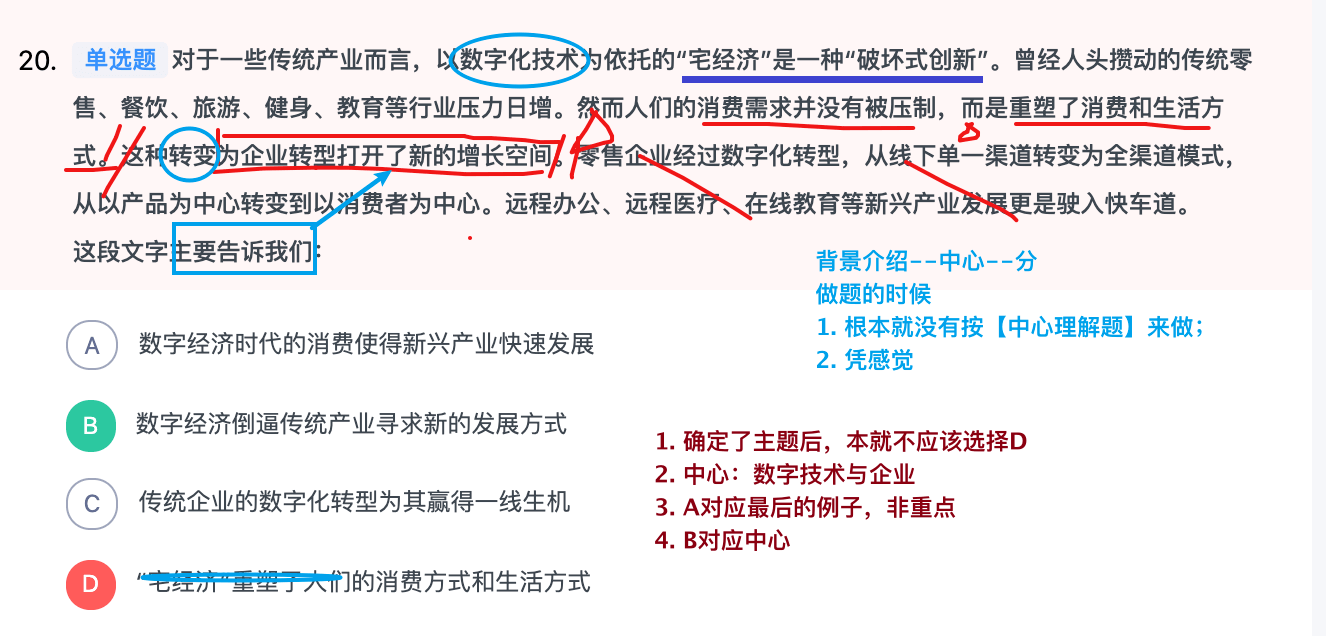 20. 单选题 对于一些传统产业而言，以数字化技术为依托的“宅经济”是一种“破坏式创新”。曾经人头攒动的传统零
售、餐饮、旅游、健身、教育等行业压力日增。然而人们的消费需求并没有被压制，而是重塑了消费和生活方
式。这种转变为企业转型打开了新的增长空间。零售企业经过数字化转型，从线下单一渠道转变为全渠道模式，
从以产品为中心转变到以消费者为中心。远程办公、远程医疗、在线教育等新兴产业发展更是驶入快车道。
这段文字主要告诉我们：
背景介绍--中心--分
做题的时候
1. 根本就没有按【中心理解题】来做；
2. 凭感觉
A 数字经济时代的消费使得新兴产业快速发展
B 数字经济倒逼传统产业寻求新的发展方式
C 传统企业的数字化转型为其赢得一线生机
D “宅经济”重塑了人们的消费方式和生活方式
1. 确定了主题后，本就不应该选择D
2. 中心：数字技术与企业
3. A对应最后的例子，非重点
4. B对应中心